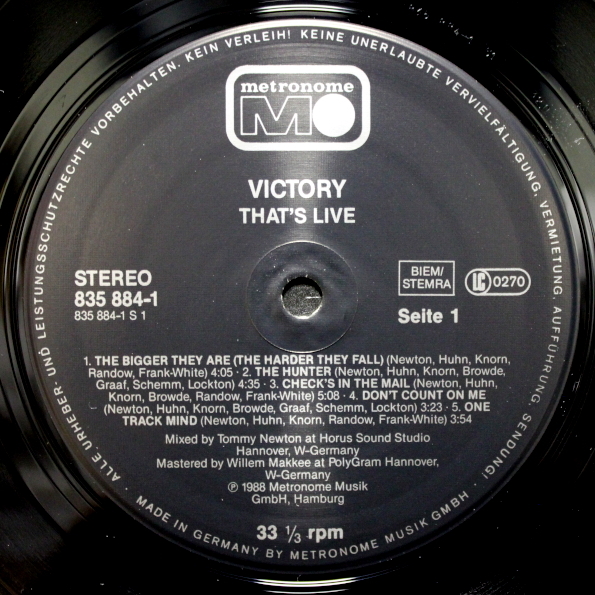 ALLE URHEBER- UND LEISTUNGSSCHUTZRECHTE VORBEHALTEN. KEIN VERLEIH! KEINE UNERLAUBTE VERVIELFÄLTIGUNG, VERMIETUNG, AUFFÜHRUNG, SENDUNG!
metronome
MO
VICTORY
THAT'S LIVE
STEREO
835 884-1
835 884-1 S 1
BIEM/
STEMRA
LC 0270
Seite 1
1. THE BIGGER THEY ARE (THE HARDER THEY FALL) (Newton, Huhn, Knorn,
Randow, Frank-White) 4:05 · 2. THE HUNTER (Newton, Huhn, Knorn, Browde,
Graaf, Schemm, Lockton) 4:35 · 3. CHECK'S IN THE MAIL (Newton, Huhn,
Knorn, Browde, Randow, Frank-White) 5:08 · 4. DON'T COUNT ON ME
(Newton, Huhn, Knorn, Browde, Graaf, Schemm, Lockton) 3:23 · 5. ONE
TRACK MIND (Newton, Huhn, Knorn, Randow, Frank-White) 3:54
Mixed by Tommy Newton at Horus Sound Studio
Hannover, W-Germany
Mastered by Willem Makkee at PolyGram Hannover,
W-Germany
℗ 1988 Metronome Musik
GmbH, Hamburg
33 ⅓ rpm
MADE IN GERMANY BY METRONOME MUSIK GMBH